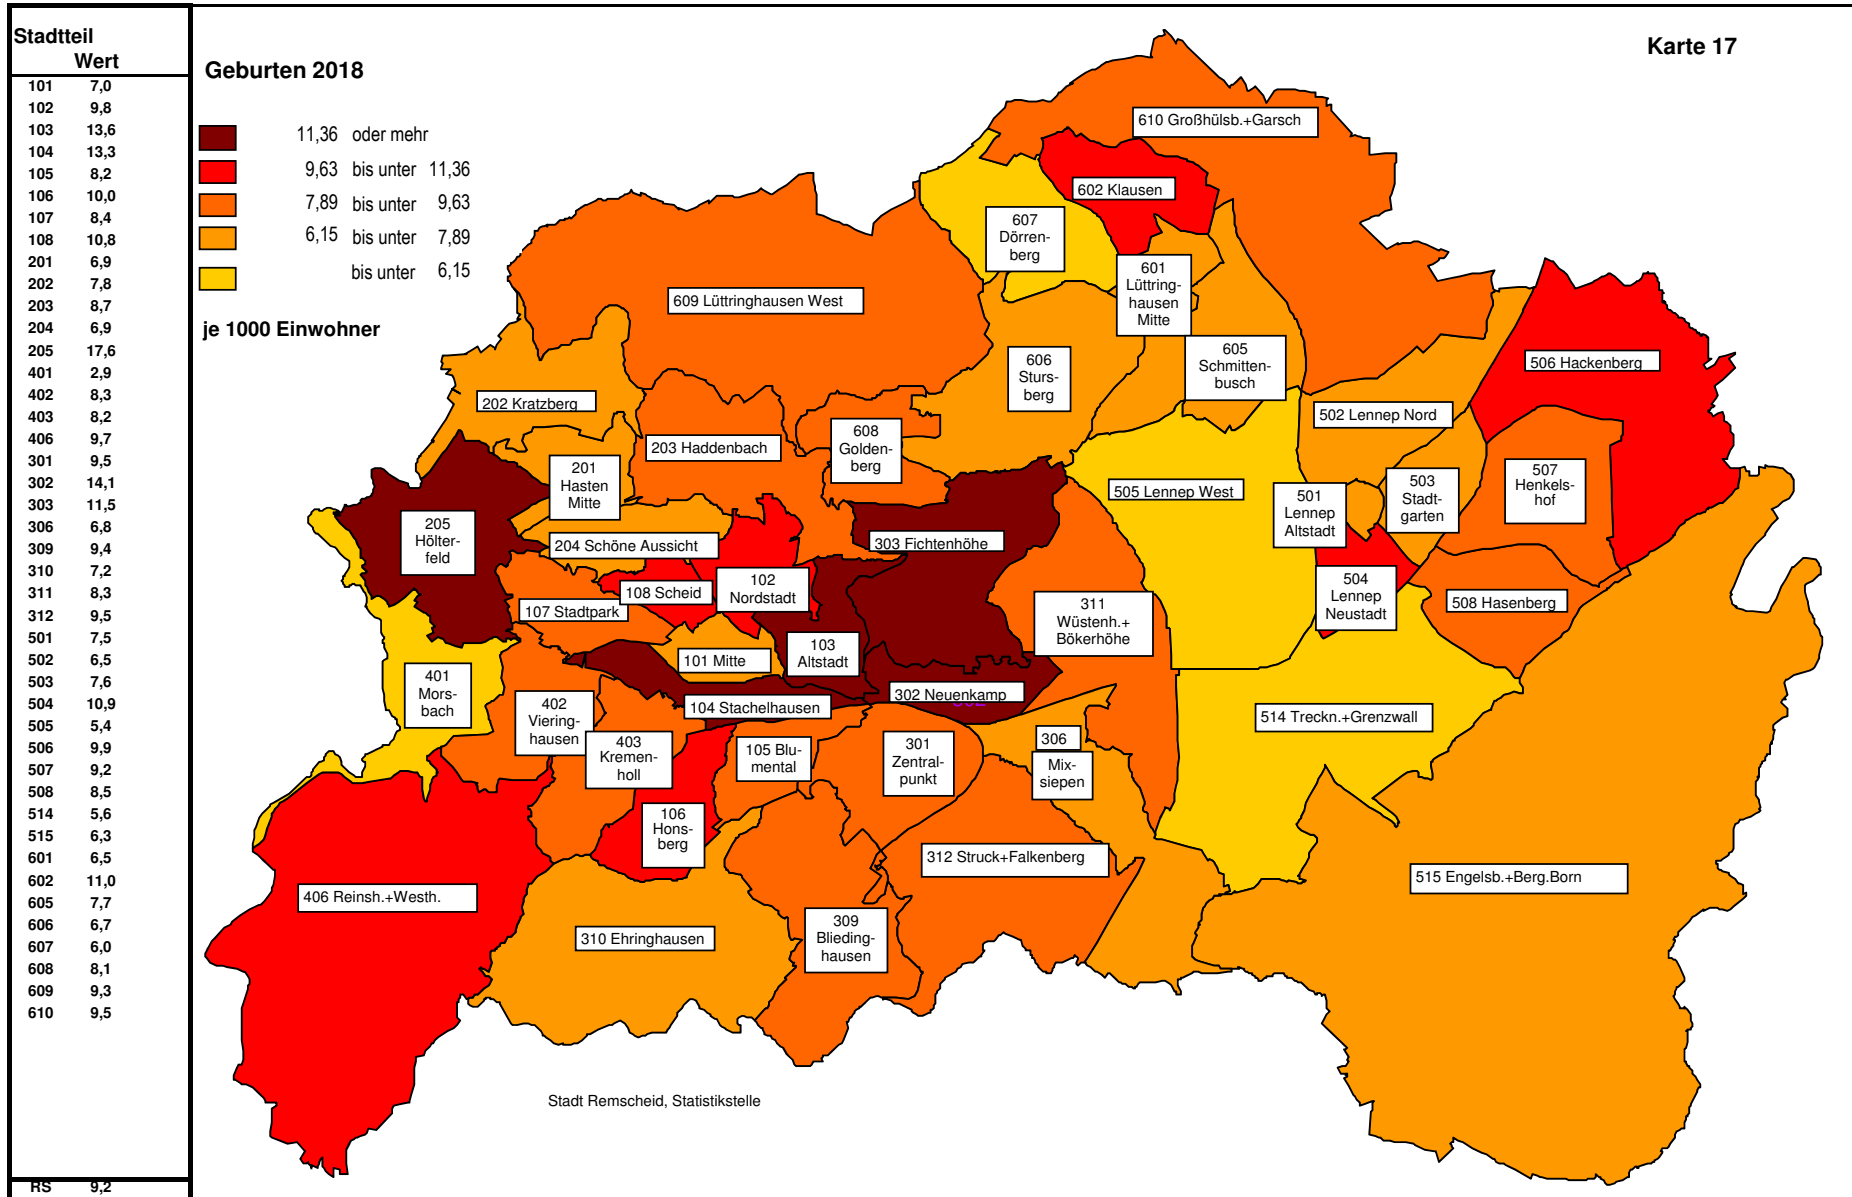 Stadtteil
Wert
101 7,0
102 9,8
103 13,6
104 13,3
105 8,2
106 10,0
107 8,4
108 10,8
201 6,9
202 7,8
203 8,7
204 6,9
205 17,6
401 2,9
402 8,3
403 8,2
406 9,7
301 9,5
302 14,1
303 11,5
306 6,8
309 9,4
310 7,2
311 8,3
312 9,5
501 7,5
502 6,5
503 7,6
504 10,9
505 5,4
506 9,9
507 9,2
508 8,5
514 5,6
515 6,3
601 6,5
602 11,0
605 7,7
606 6,7
607 6,0
608 8,1
609 9,3
610 9,5
RS 9,2
Geburten 2018
11,36 oder mehr
9,63 bis unter 11,36
7,89 bis unter 9,63
6,15 bis unter 7,89
bis unter 6,15
je 1000 Einwohner
Karte 17
610 Großhülsb.+Garsch
602 Klausen
607
Dörren-
berg
601
Lüttring-
hausen
Mitte
609 Lüttringhausen West
605
Schmitten-
busch
606
Sturs-
berg
506 Hackenberg
202 Kratzberg
502 Lennep Nord
203 Haddenbach
608
Golden-
berg
201
Hasten
Mitte
505 Lennep West
501
Lennep
Altstadt
503
Stadt-
garten
507
Henkels-
hof
205
Hölter-
feld
204 Schöne Aussicht
303 Fichtenhöhe
108 Scheid
102
Nordstadt
107 Stadtpark
311
Wüstenh.+
Bökerhöhe
504
Lennep
Neustadt
508 Hasenberg
103
Altstadt
101 Mitte
401
Mors-
bach
302 Neuenkamp
302
104 Stachelhausen
402
Viering-
hausen
514 Treckn.+Grenzwall
403
Kremen-
holl
105 Blu-
mental
301
Zentral-
punkt
306
Mix-
siepen
106
Hons-
berg
312 Struck+Falkenberg
515 Engelsb.+Berg.Born
406 Reinsh.+Westh.
310 Ehringhausen
309
Blieding-
hausen
Stadt Remscheid, Statistikstelle